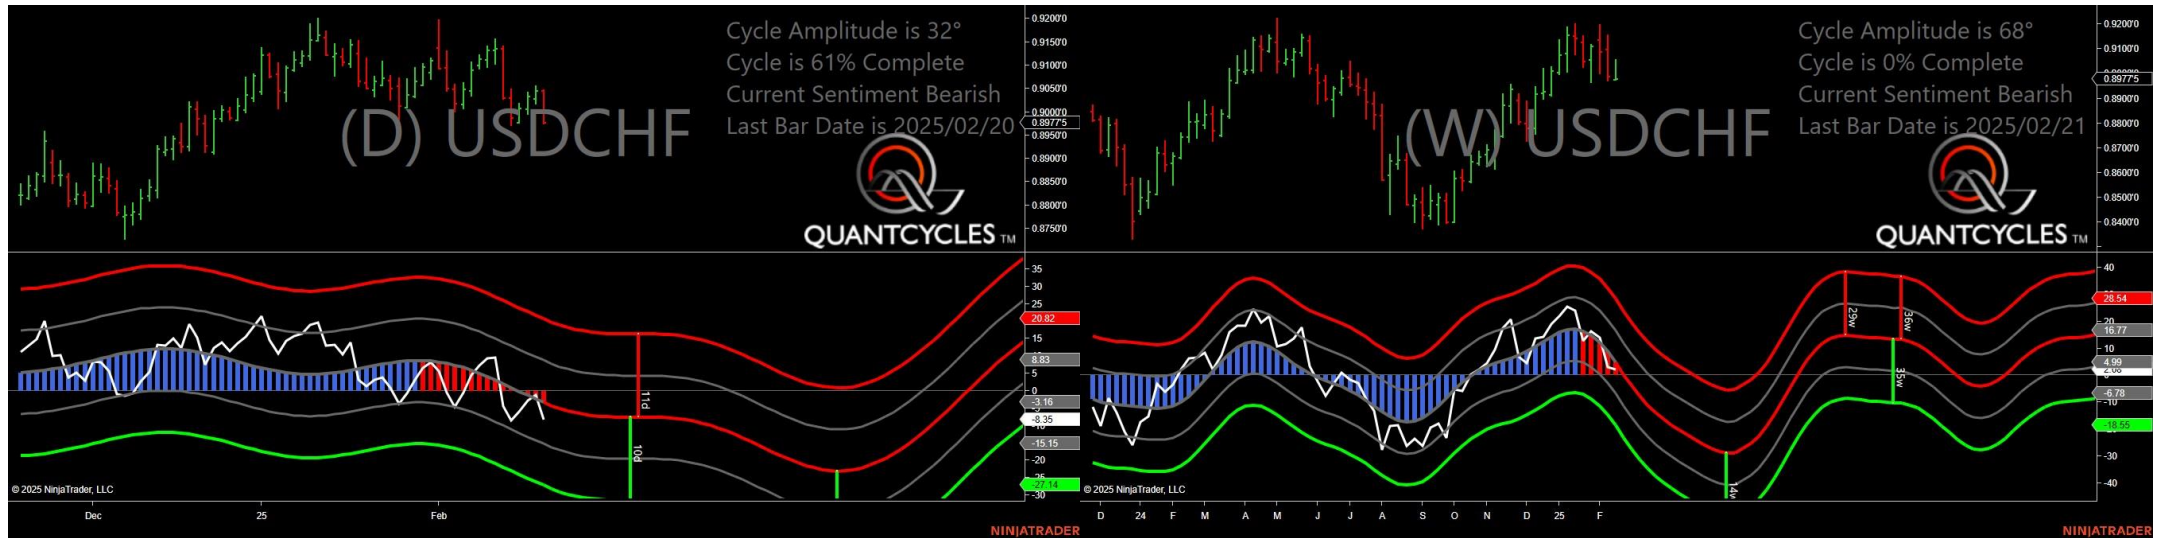 Cycle Amplitude is 32°
Cycle is 61% Complete
Current Sentiment Bearish
Last Bar Date is 2025/02/20
(D) USDCHF
QUANTCYCLES TM
0.9200'0
0.9150'0
0.9100'0
0.9050'0
0.9000'0
0.89775
0.8950'0
0.8900'0
0.8850'0
0.8800'0
0.8750'0
35
30
25
20.82
15
8.83
5
0
-3.16
-8.35
-15.15
-20
-27.14
-30
11d
10d
© 2025 NinjaTrader, LLC
Dec
25
Feb
NINJATRADER
Cycle Amplitude is 68°
Cycle is 0% Complete
Current Sentiment Bearish
Last Bar Date is 2025/02/21
(W) USDCHF
QUANTCYCLES TM
0.9200'0
0.9100'0
0.89775
0.8900'0
0.8800'0
0.8700'0
0.8600'0
0.8500'0
0.8400'0
40
28.54
20
16.77
10
4.99
-6.78
-10
-18.55
-30
-40
29w
36w
35w
14w
© 2025 NinjaTrader, LLC
D 24 F M A M J J A S O N D 25 F
NINJATRADER